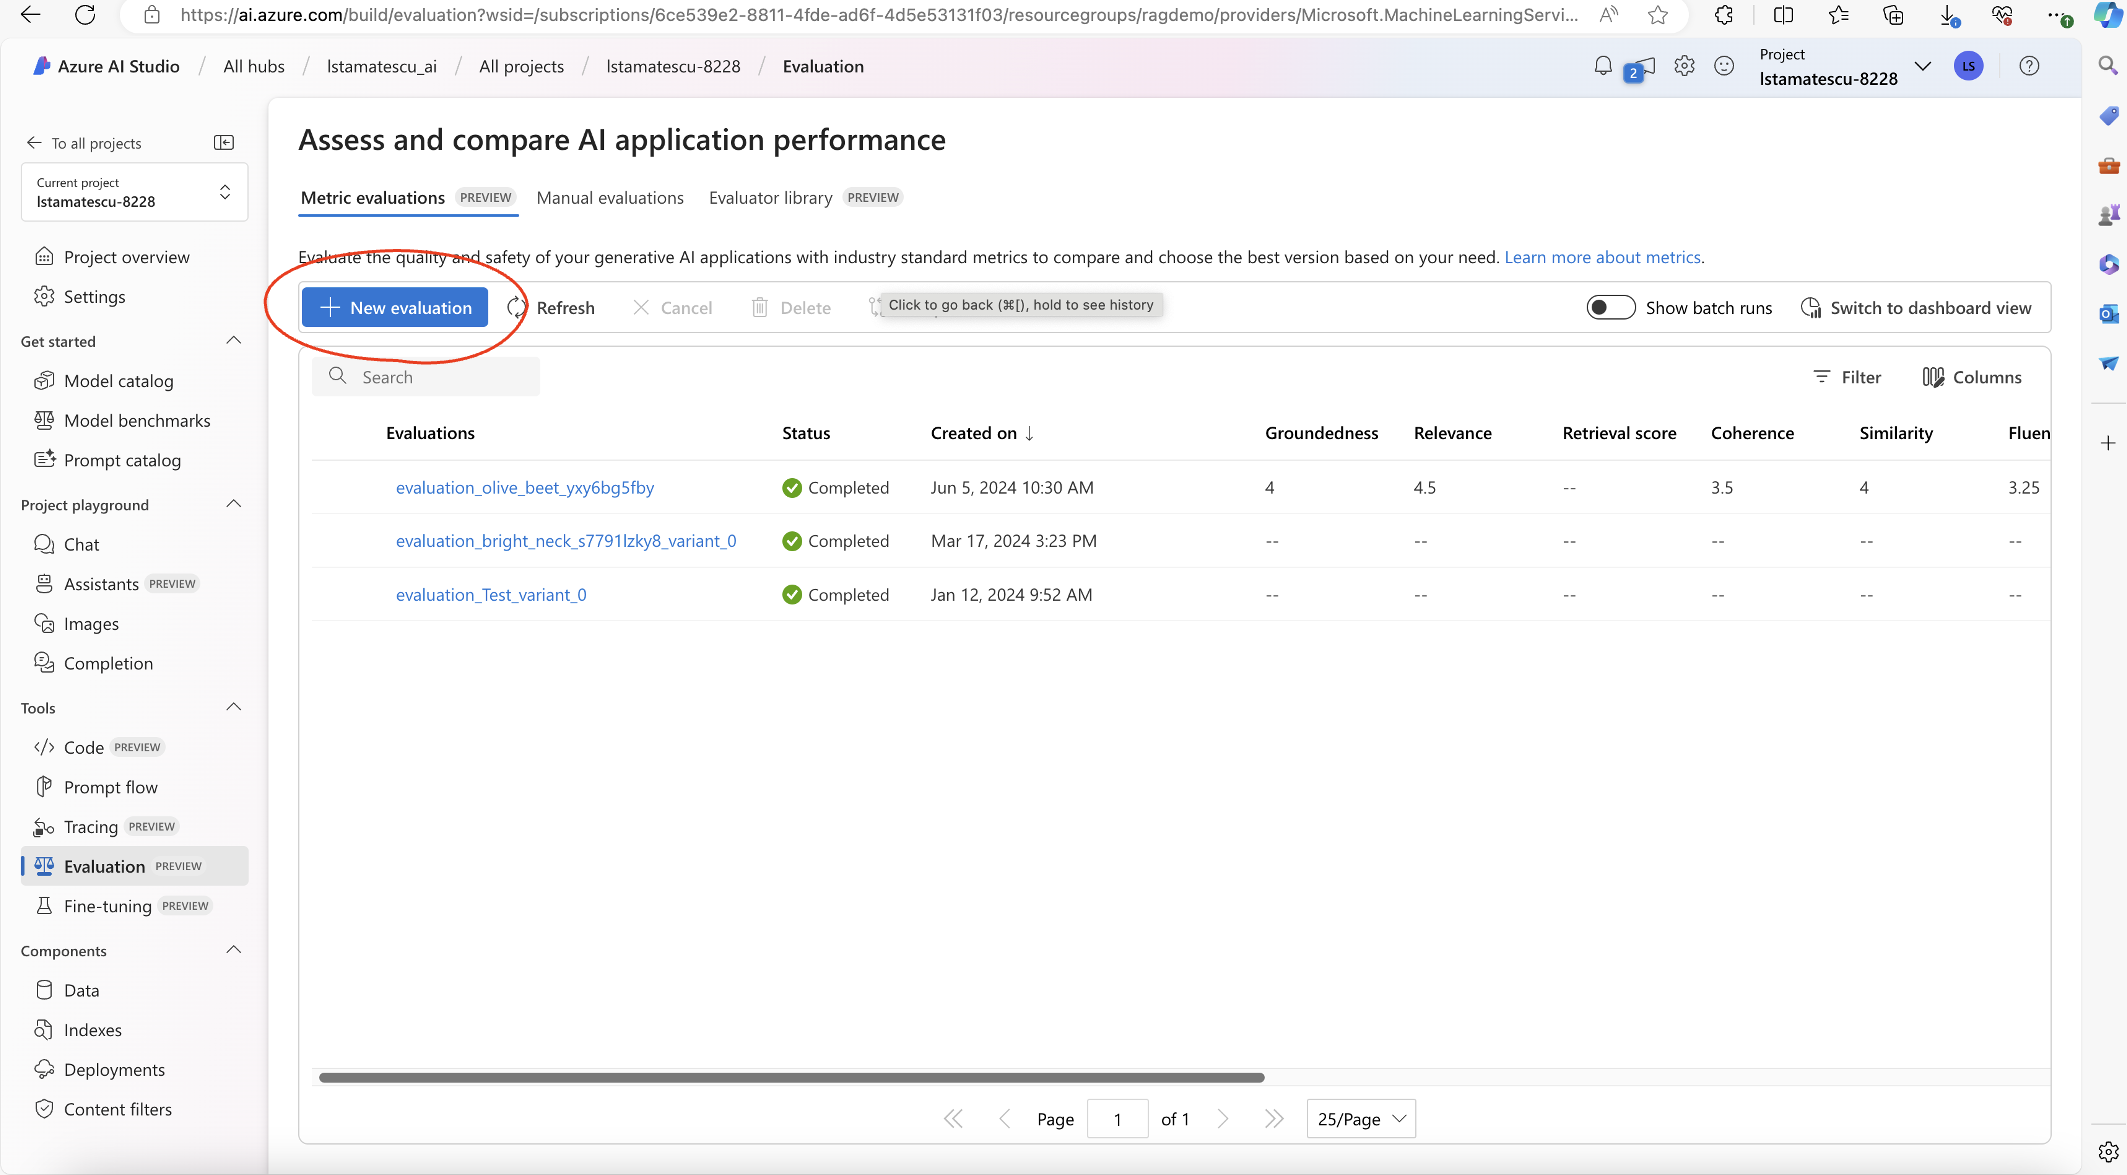 https://ai.azure.com/build/evaluation?wsid=/subscriptions/6ce539e2-8811-4fde-ad6f-4d5e53131f03/resourcegroups/ragdemo/providers/Microsoft.MachineLearningServi...
Azure AI Studio / All hubs / lstamatescu_ai / All projects / lstamatescu-8228 / Evaluation
2
Project
lstamatescu-8228
LS
To all projects
Current project
lstamatescu-8228
Project overview
Settings
Get started
Model catalog
Model benchmarks
Prompt catalog
Project playground
Chat
Assistants PREVIEW
Images
Completion
Tools
Code PREVIEW
Prompt flow
Tracing PREVIEW
Evaluation PREVIEW
Fine-tuning PREVIEW
Components
Data
Indexes
Deployments
Content filters
Assess and compare AI application performance
Metric evaluations PREVIEW Manual evaluations Evaluator library PREVIEW
Evaluate the quality and safety of your generative AI applications with industry standard metrics to compare and choose the best version based on your need. Learn more about metrics.
New evaluation Refresh Cancel Delete Click to go back (⌘[), hold to see history Show batch runs Switch to dashboard view
Search Filter Columns
Evaluations Status Created on ↓ Groundedness Relevance Retrieval score Coherence Similarity Fluen
evaluation_olive_beet_yxy6bg5fby Completed Jun 5, 2024 10:30 AM 4 4.5 -- 3.5 4 3.25
evaluation_bright_neck_s7791lzky8_variant_0 Completed Mar 17, 2024 3:23 PM -- -- -- -- -- --
evaluation_Test_variant_0 Completed Jan 12, 2024 9:52 AM -- -- -- -- -- --
Page 1 of 1 25/Page